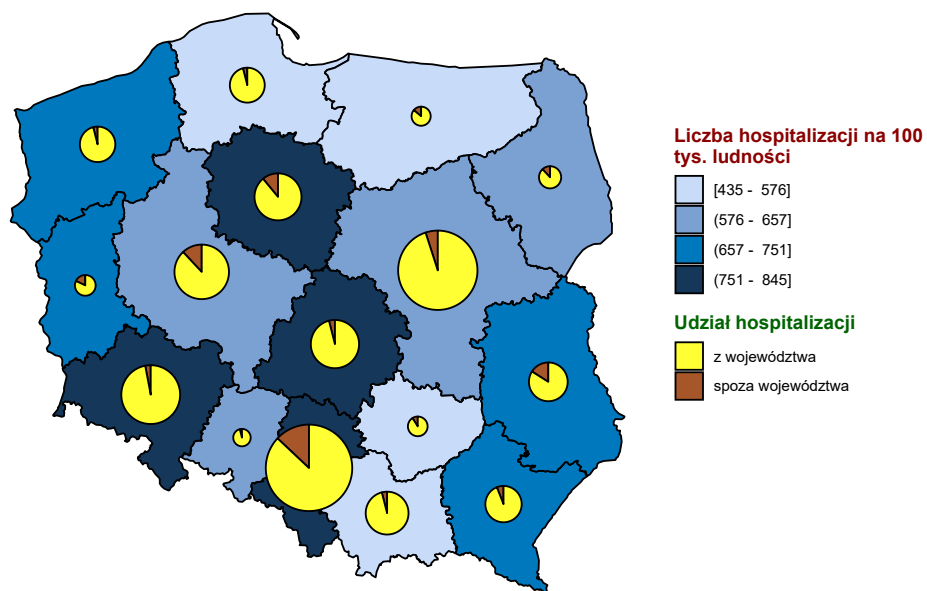 Liczba hospitalizacji na 100
tys. ludności
[435 - 576]
(576 - 657]
(657 - 751]
(751 - 845]
Udział hospitalizacji
z województwa
spoza województwa